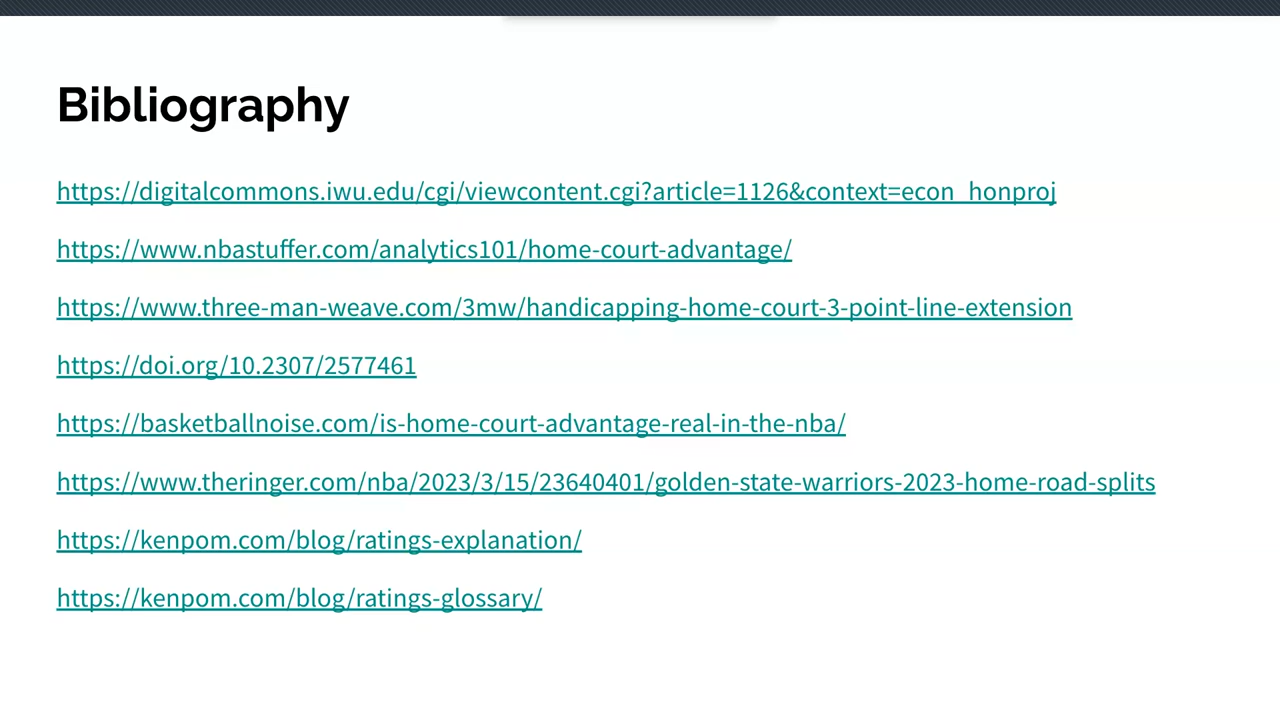 Bibliography
https://digitalcommons.iwu.edu/cgi/viewcontent.cgi?article=1126&context=econ_honproj
https://www.nbastuffer.com/analytics101/home-court-advantage/
https://www.three-man-weave.com/3mw/handicapping-home-court-3-point-line-extension
https://doi.org/10.2307/2577461
https://basketballnoise.com/is-home-court-advantage-real-in-the-nba/
https://www.theringer.com/nba/2023/3/15/23640401/golden-state-warriors-2023-home-road-splits
https://kenpom.com/blog/ratings-explanation/
https://kenpom.com/blog/ratings-glossary/